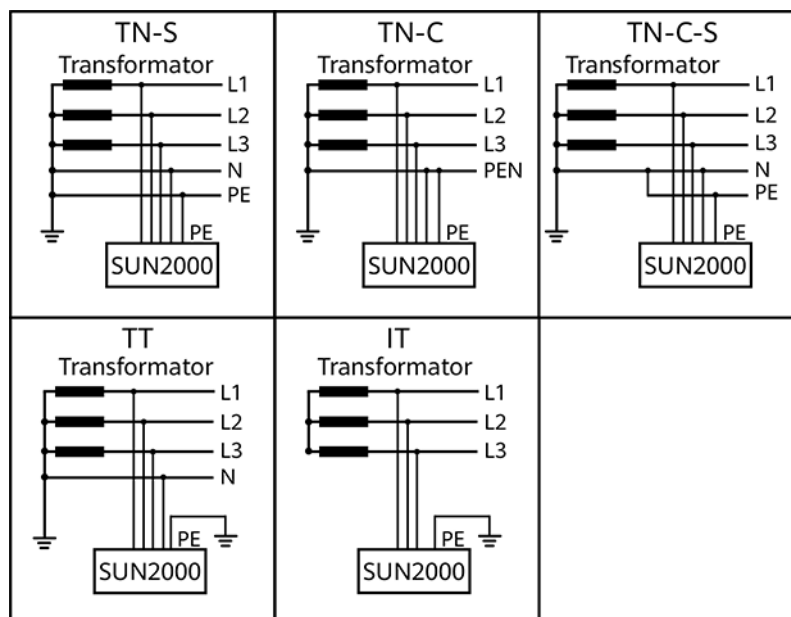 TN-S
Transformator
L1
L2
L3
N
PE
PE
SUN2000
TN-C
Transformator
L1
L2
L3
PEN
PE
SUN2000
TN-C-S
Transformator
L1
L2
L3
N
PE
PE
SUN2000
TT
Transformator
L1
L2
L3
N
PE
SUN2000
IT
Transformator
L1
L2
L3
PE
SUN2000